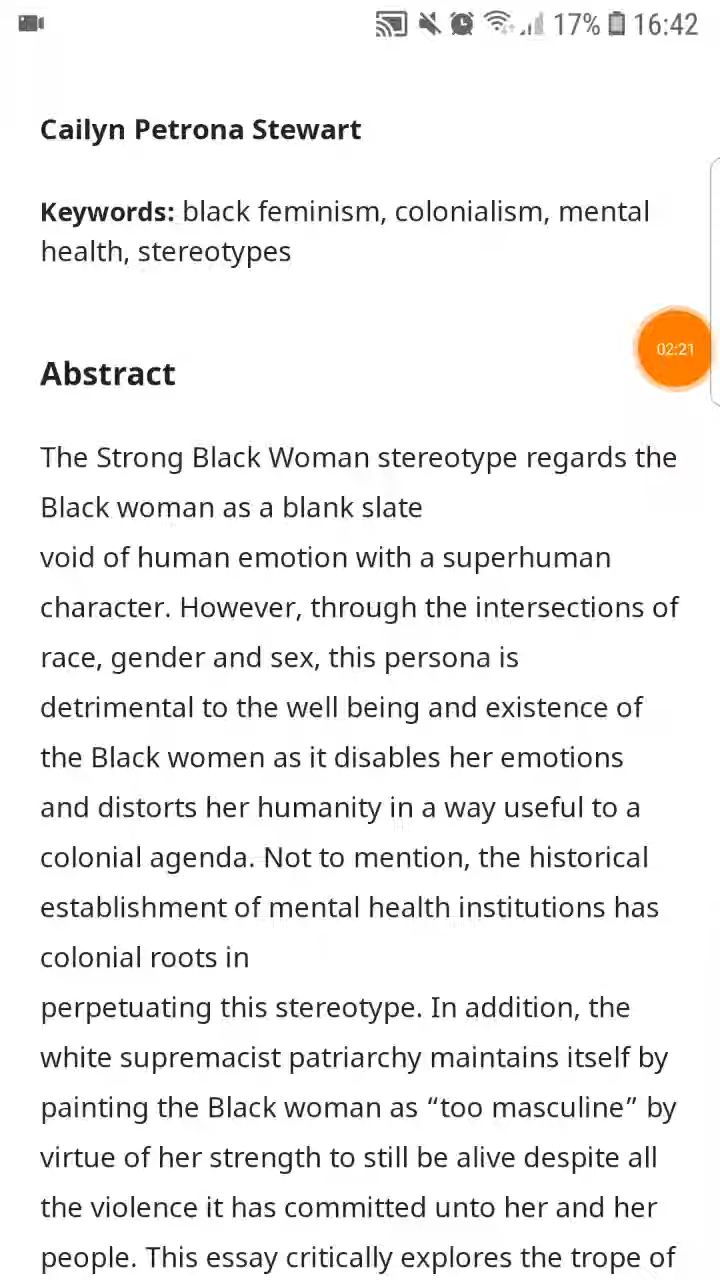 17% 16:42
Cailyn Petrona Stewart
Keywords: black feminism, colonialism, mental
health, stereotypes
02:21
Abstract
The Strong Black Woman stereotype regards the
Black woman as a blank slate
void of human emotion with a superhuman
character. However, through the intersections of
race, gender and sex, this persona is
detrimental to the well being and existence of
the Black women as it disables her emotions
and distorts her humanity in a way useful to a
colonial agenda. Not to mention, the historical
establishment of mental health institutions has
colonial roots in
perpetuating this stereotype. In addition, the
white supremacist patriarchy maintains itself by
painting the Black woman as “too masculine” by
virtue of her strength to still be alive despite all
the violence it has committed unto her and her
people. This essay critically explores the trope of